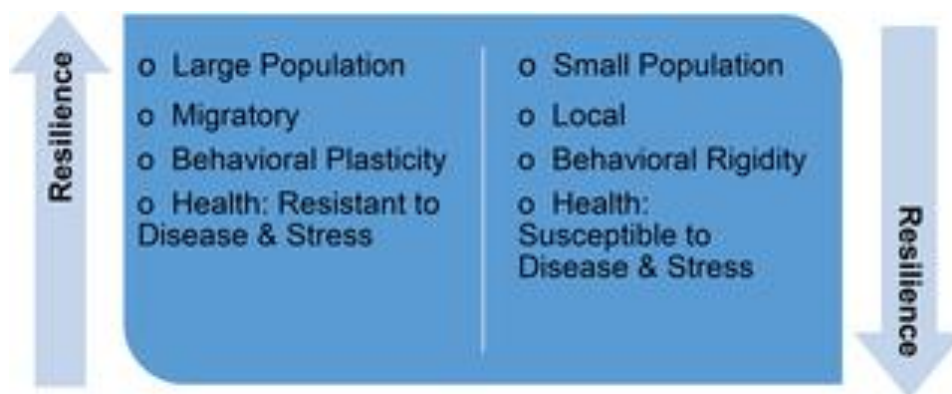 Resilience
o Large Population
o Migratory
o Behavioral Plasticity
o Health: Resistant to
Disease & Stress
o Small Population
o Local
o Behavioral Rigidity
o Health:
Susceptible to
Disease & Stress
Resilience